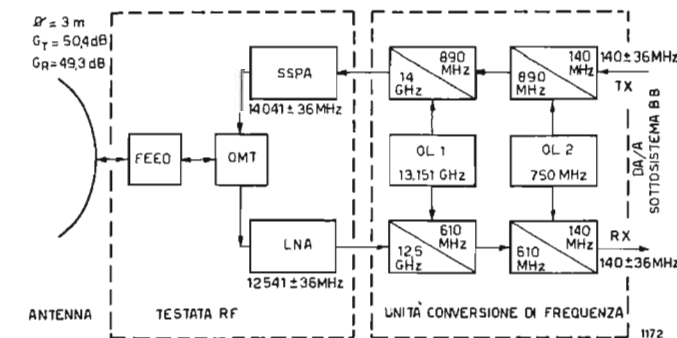 Ø = 3 m
G_T = 50,4 dB
G_R = 49,3 dB
SSPA
14041 ± 36 MHz
890 MHz
14 GHz
140 MHz
890 MHz
140 ± 36 MHz
TX
FEED
OMT
OL 1
13.151 GHz
OL 2
750 MHz
DA/A
SOTTOSISTEMA BB
LNA
12541 ± 36 MHz
610 MHz
12,5 GHz
140 MHz
610 MHz
RX
140 ± 36 MHz
ANTENNA
TESTATA RF
UNITÀ CONVERSIONE DI FREQUENZA
1172